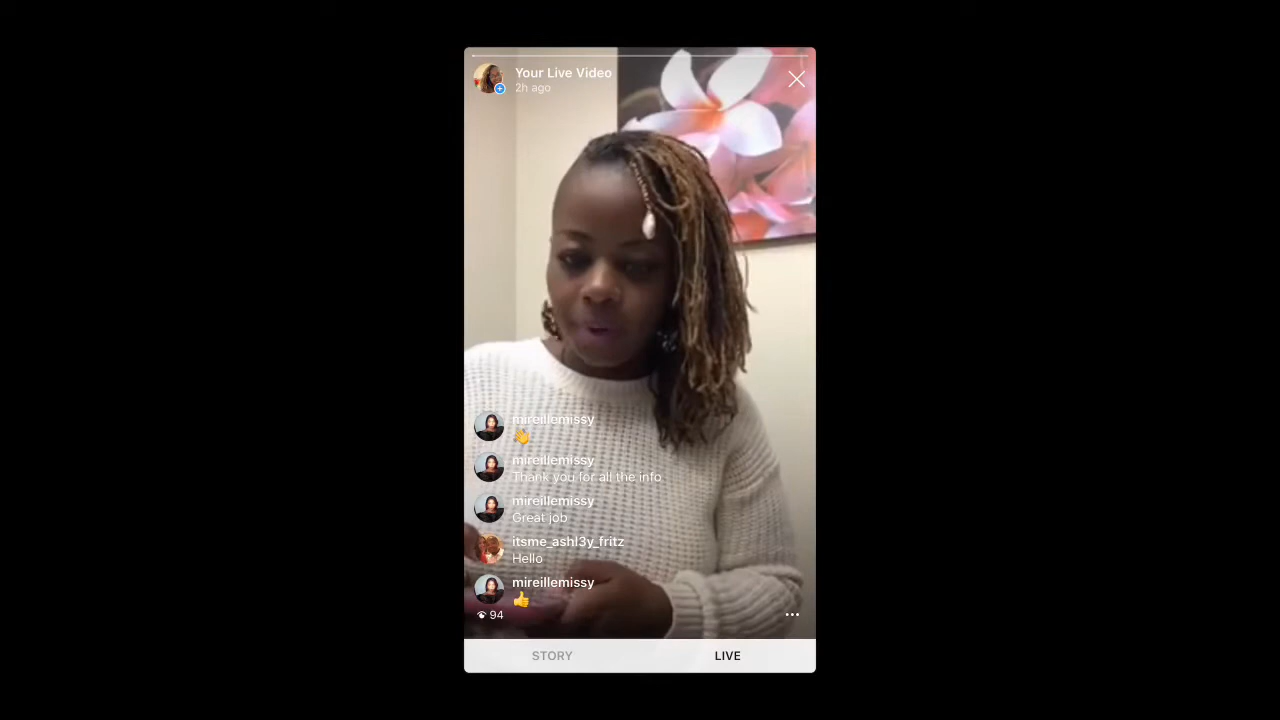 Your Live Video
2h ago
mireillemissy
👏
mireillemissy
Thank you for all the info
mireillemissy
Great job
itsme_ashl3y_fritz
Hello
mireillemissy
👍
94
STORY
LIVE